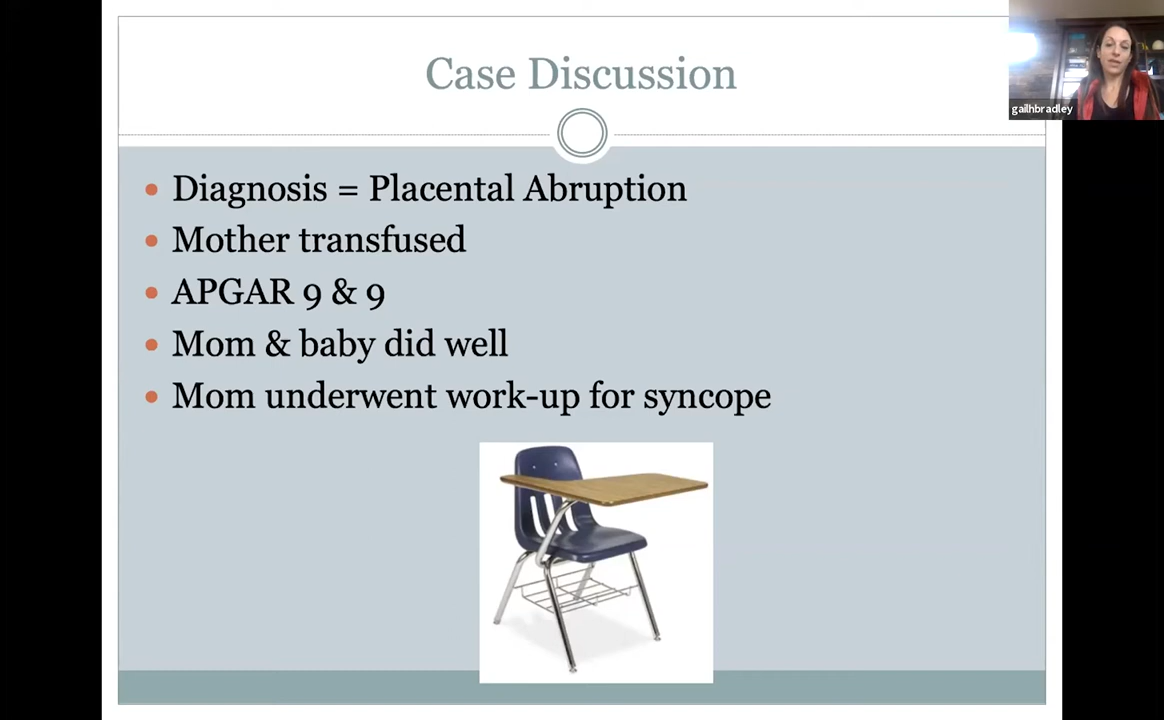 Case Discussion
gailhbradley
• Diagnosis = Placental Abruption
• Mother transfused
• APGAR 9 & 9
• Mom & baby did well
• Mom underwent work-up for syncope